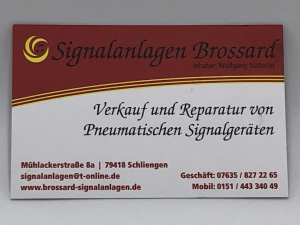 Signalanlagen Brossard
Inhaber: Wolfgang Sütterlin
Verkauf und Reparatur von
Pneumatischen Signalgeräten
Mühlackerstraße 8a | 79418 Schliengen
signalanlagen@t-online.de
Geschäft: 07635 / 827 22 65
www.brossard-signalanlagen.de
Mobil: 0151 / 443 340 49